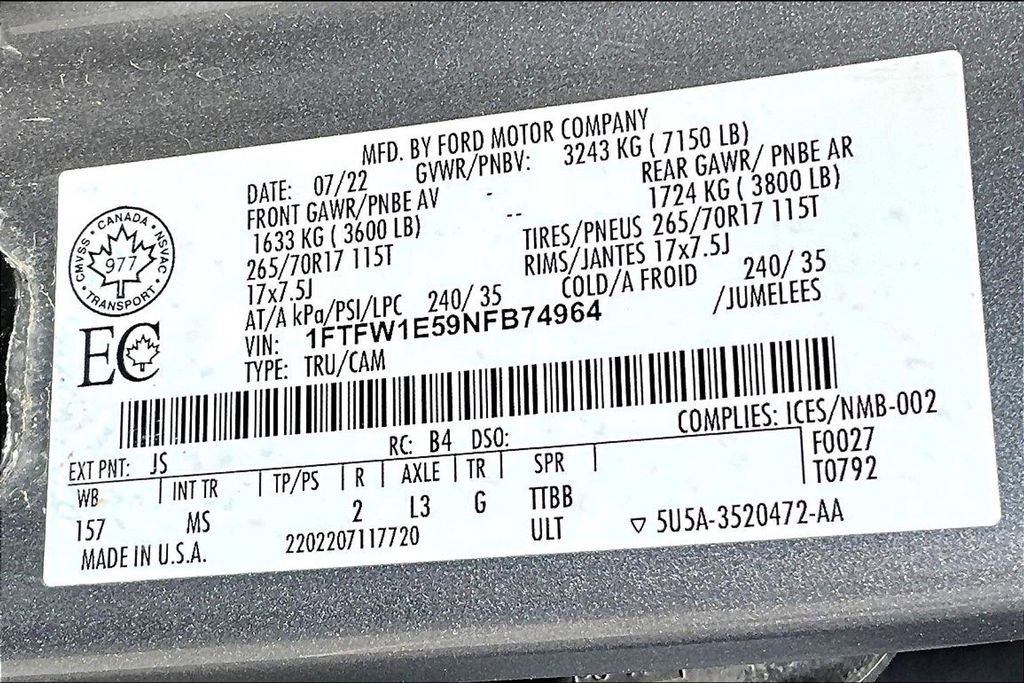 MFD. BY FORD MOTOR COMPANY
DATE: 07/22 GVWR/PNBV: 3243 KG ( 7150 LB)
FRONT GAWR/PNBE AV - REAR GAWR/ PNBE AR
1633 KG ( 3600 LB) -- 1724 KG ( 3800 LB)
265/70R17 115T TIRES/PNEUS 265/70R17 115T
17x7.5J RIMS/JANTES 17x7.5J
AT/A kPa/PSI/LPC 240/ 35 COLD/A FROID 240/ 35
VIN: 1FTFW1E59NFB74964 /JUMELEES
TYPE: TRU/CAM
CANADA
CMVSS • NSVAC
977
TRANSPORT
EC
COMPLIES: ICES/NMB-002
EXT PNT: JS RC: B4 DSO: F0027
WB INT TR TP/PS R AXLE TR SPR T0792
157 MS 2 L3 G TTBB
MADE IN U.S.A. 2202207117720 ULT ▽ 5U5A-3520472-AA